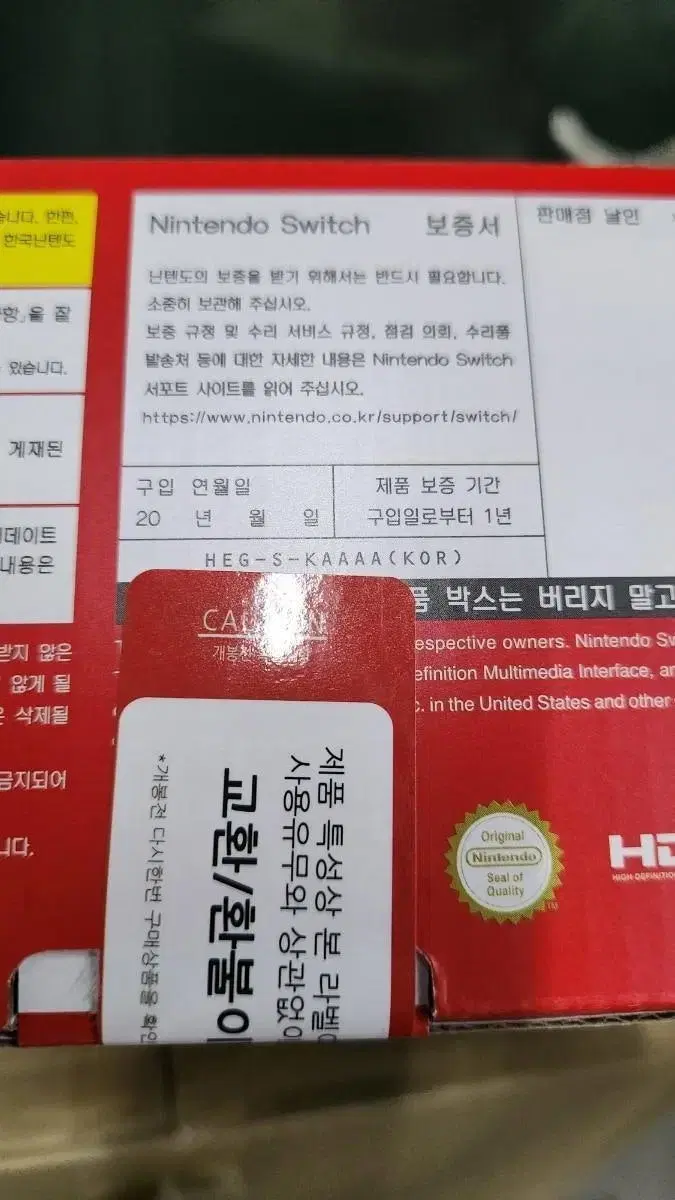 습니다. 한편,
한국닌텐도
항」을 잘
있습니다.
게재된
데이트
내용은
받지 않은
않게 될
삭제될
금지되어
니다.
Nintendo Switch 보증서
닌텐도의 보증을 받기 위해서는 반드시 필요합니다.
소중히 보관해 주십시오.
보증 규정 및 수리 서비스 규정, 점검 의뢰, 수리품
발송처 등에 대한 자세한 내용은 Nintendo Switch
서포트 사이트를 읽어 주십시오.
https://www.nintendo.co.kr/support/switch/
구입 연월일
20 년 월 일
제품 보증 기간
구입일로부터 1년
HEG-S-KAAAA(KOR)
판매점 날인
박스는 버리지 말고
espective owners. Nintendo Sw
efinition Multimedia Interface, an
. in the United States and other
개봉전
제품 특성상 본 라벨
사용유무와 상관없이
교환/환불이
*개봉전 다시한번 구매상품을 확인
Original
Nintendo
Seal of
Quality
TM
HD
HIGH-DEFINITION